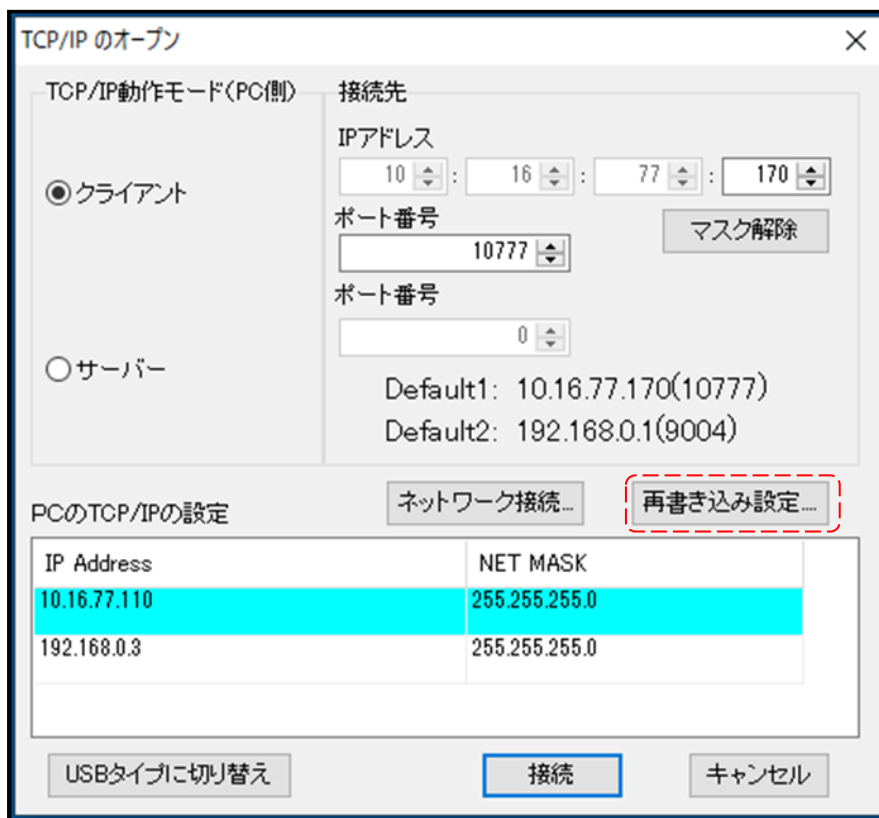 TCP/IP のオープン
TCP/IP動作モード(PC側)
クライアント
サーバー
接続先
IPアドレス
10 : 16 : 77 : 170
ポート番号
マスク解除
10777
ポート番号
0
Default1: 10.16.77.170(10777)
Default2: 192.168.0.1(9004)
PCのTCP/IPの設定
ネットワーク接続...
再書き込み設定...
IP Address NET MASK
10.16.77.110 255.255.255.0
192.168.0.3 255.255.255.0
USBタイプに切り替え
接続
キャンセル